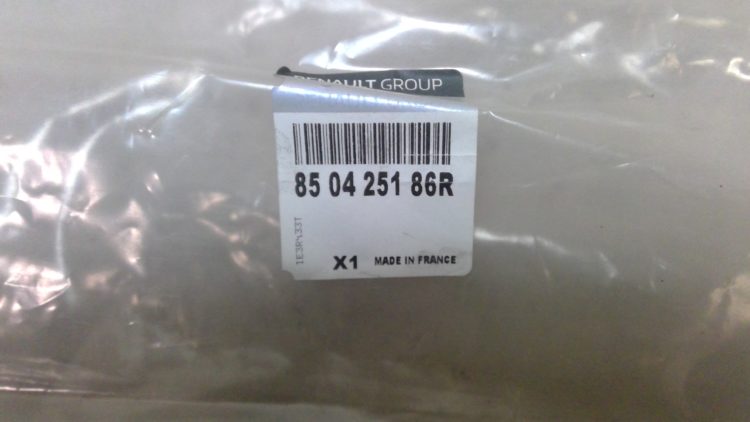 RENAULT GROUP
85 04 251 86R
X1 MADE IN FRANCE